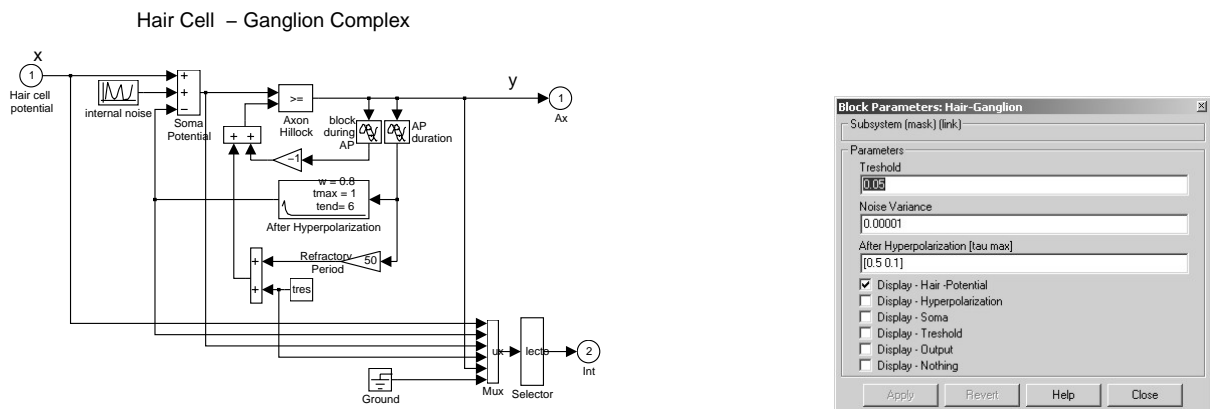 Hair Cell – Ganglion Complex
x
1
Hair cell
potential
internal noise
+
+
−
Soma
Potential
>=
Axon
Hillock
block
during
AP
AP
duration
y
1
Ax
+ +
−1
w = 0.8
tmax = 1
tend= 6
After Hyperpolarization
Refractory
Period
50
+
+
tres
Ground
ux
Mux
lecto
Selector
2
Int
Block Parameters: Hair-Ganglion
Subsystem (mask) (link)
Parameters
Treshold
0.05
Noise Variance
0.00001
After Hyperpolarization [tau max]
[0.5 0.1]
Display - Hair -Potential
Display - Hyperpolarization
Display - Soma
Display - Treshold
Display - Output
Display - Nothing
Apply Revert Help Close